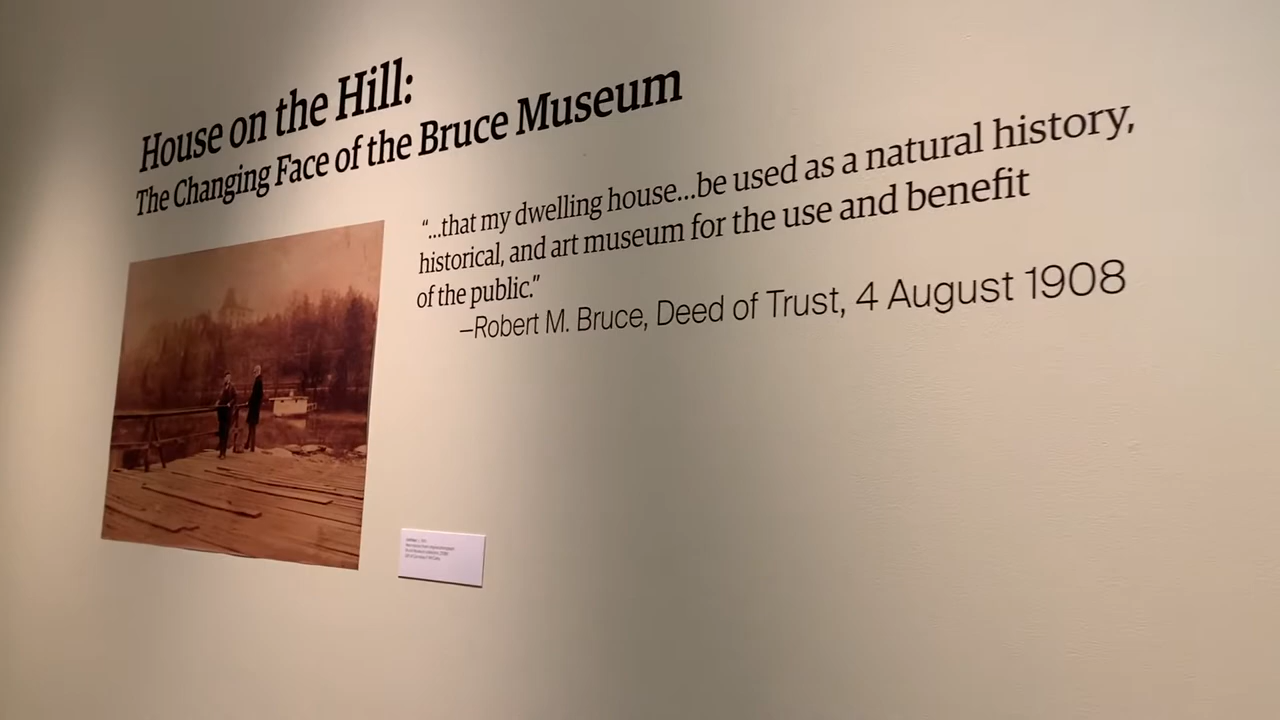 House on the Hill:
The Changing Face of the Bruce Museum
“...that my dwelling house...be used as a natural history,
historical, and art museum for the use and benefit
of the public.”
–Robert M. Bruce, Deed of Trust, 4 August 1908